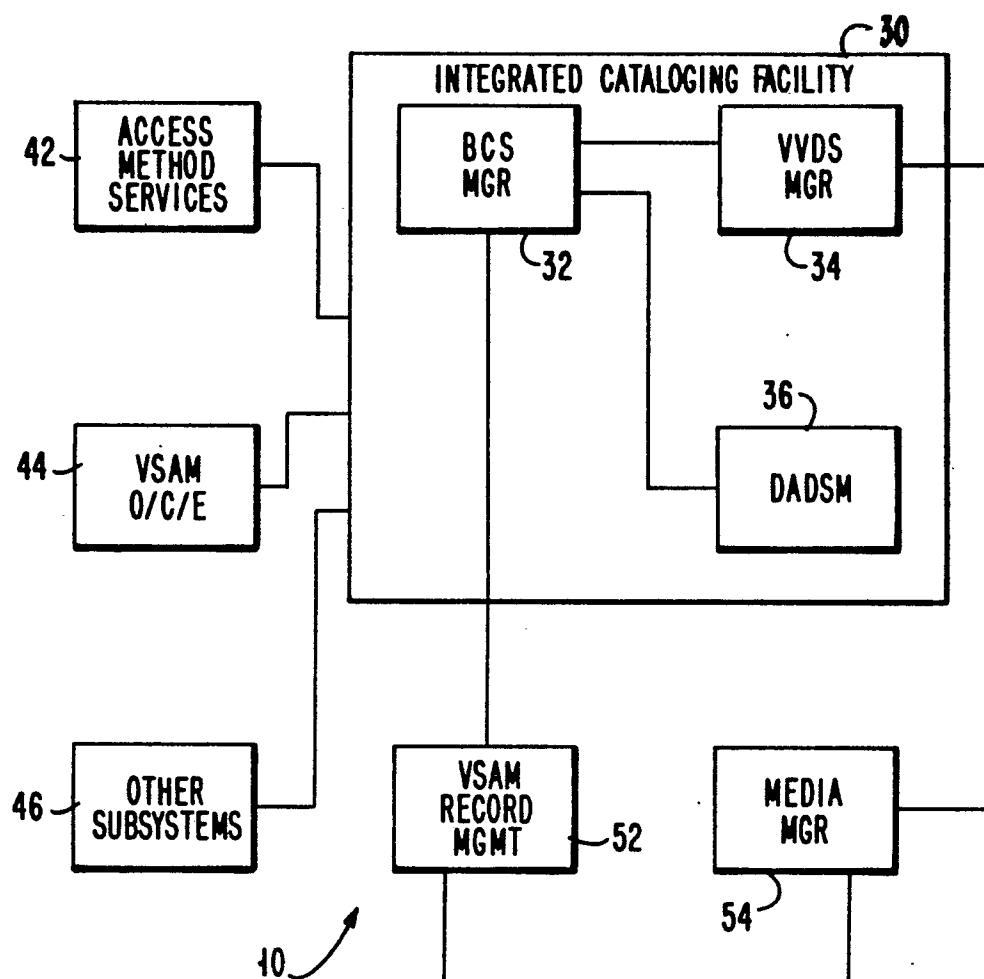 30
INTEGRATED CATALOGING FACILITY
42
ACCESS
METHOD
SERVICES
BCS
MGR
32
VVDS
MGR
34
36
DADSM
44
VSAM
O/C/E
46
OTHER
SUBSYSTEMS
VSAM
RECORD
MGMT
52
MEDIA
MGR
54
10